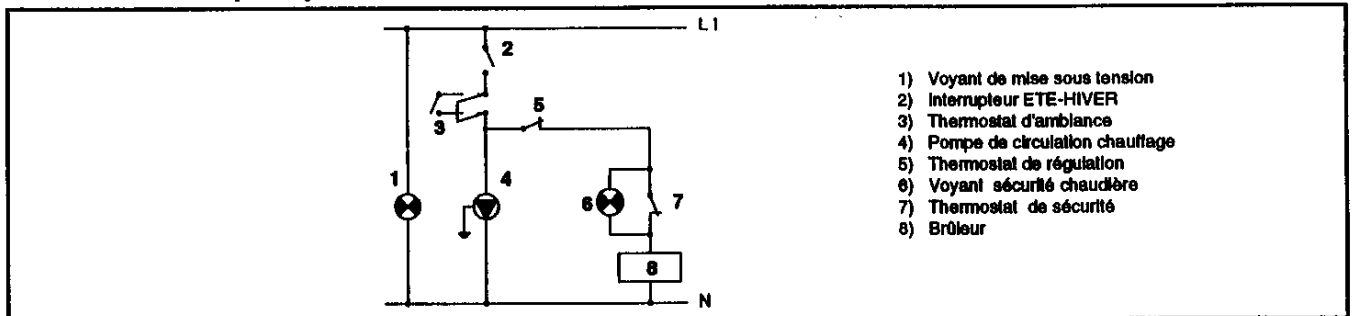 L1
2
3
5
1
4
6
7
8
N
1) Voyant de mise sous tension
2) Interrupteur ETE-HIVER
3) Thermostat d'ambiance
4) Pompe de circulation chauffage
5) Thermostat de régulation
6) Voyant sécurité chaudière
7) Thermostat de sécurité
8) Brûleur